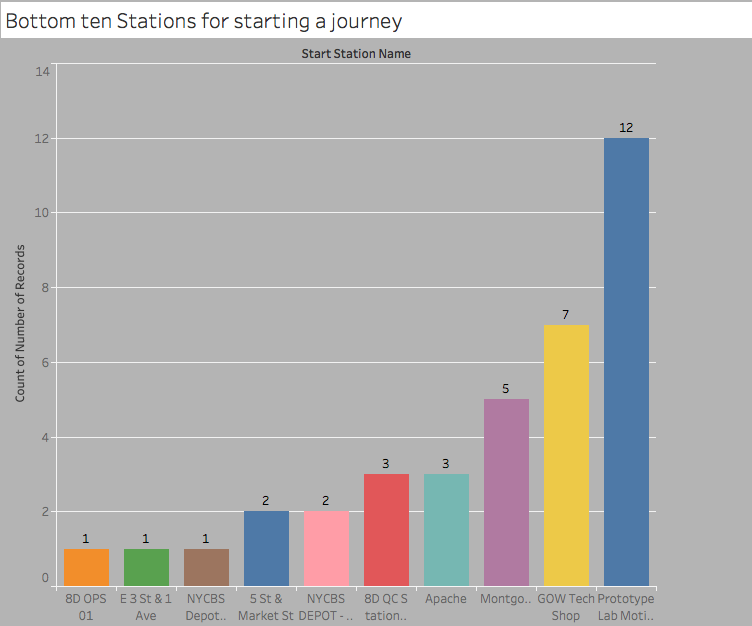 Bottom ten Stations for starting a journey
Start Station Name
14
12
10
8
6
4
2
0
Count of Number of Records
1
1
1
2
2
3
3
5
7
12
8D OPS
01
E 3 St & 1
Ave
NYCBS
Depot..
5 St &
Market St
NYCBS
DEPOT - ..
8D QC S
tation..
Apache
Montgo..
GOW Tech
Shop
Prototype
Lab Moti..